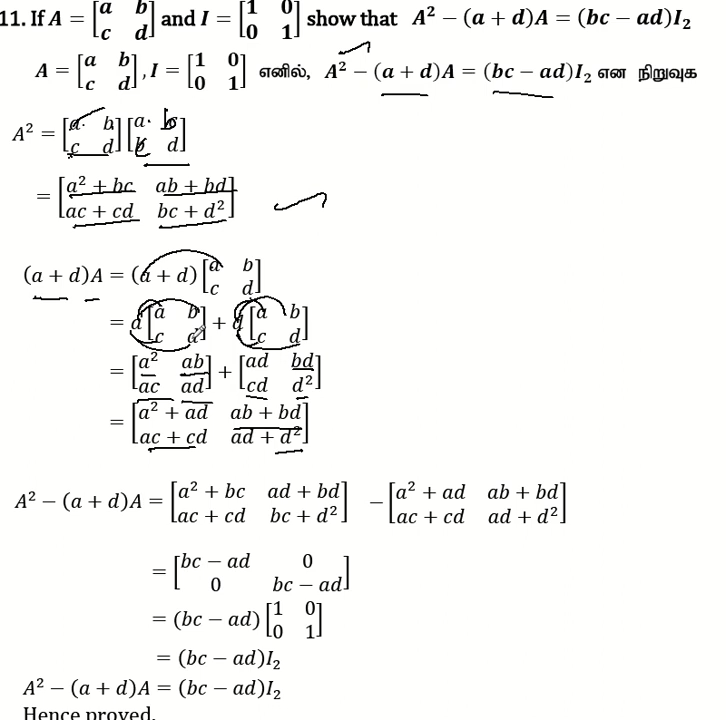 11. If A = [a b; c d] and I = [1 0; 0 1] show that A² − (a + d)A = (bc − ad)I₂
A = [a b; c d], I = [1 0; 0 1] எனில், A² − (a + d)A = (bc − ad)I₂ என நிறுவுக
A² = [a b; c d] [a b; c d]
= [a² + bc ab + bd; ac + cd bc + d²]
(a + d)A = (a + d) [a b; c d]
= a [a b; c d] + d [a b; c d]
= [a² ab; ac ad] + [ad bd; cd d²]
= [a² + ad ab + bd; ac + cd ad + d²]
A² − (a + d)A = [a² + bc ad + bd; ac + cd bc + d²] − [a² + ad ab + bd; ac + cd ad + d²]
= [bc − ad 0; 0 bc − ad]
= (bc − ad) [1 0; 0 1]
= (bc − ad)I₂
A² − (a + d)A = (bc − ad)I₂
Hence proved.